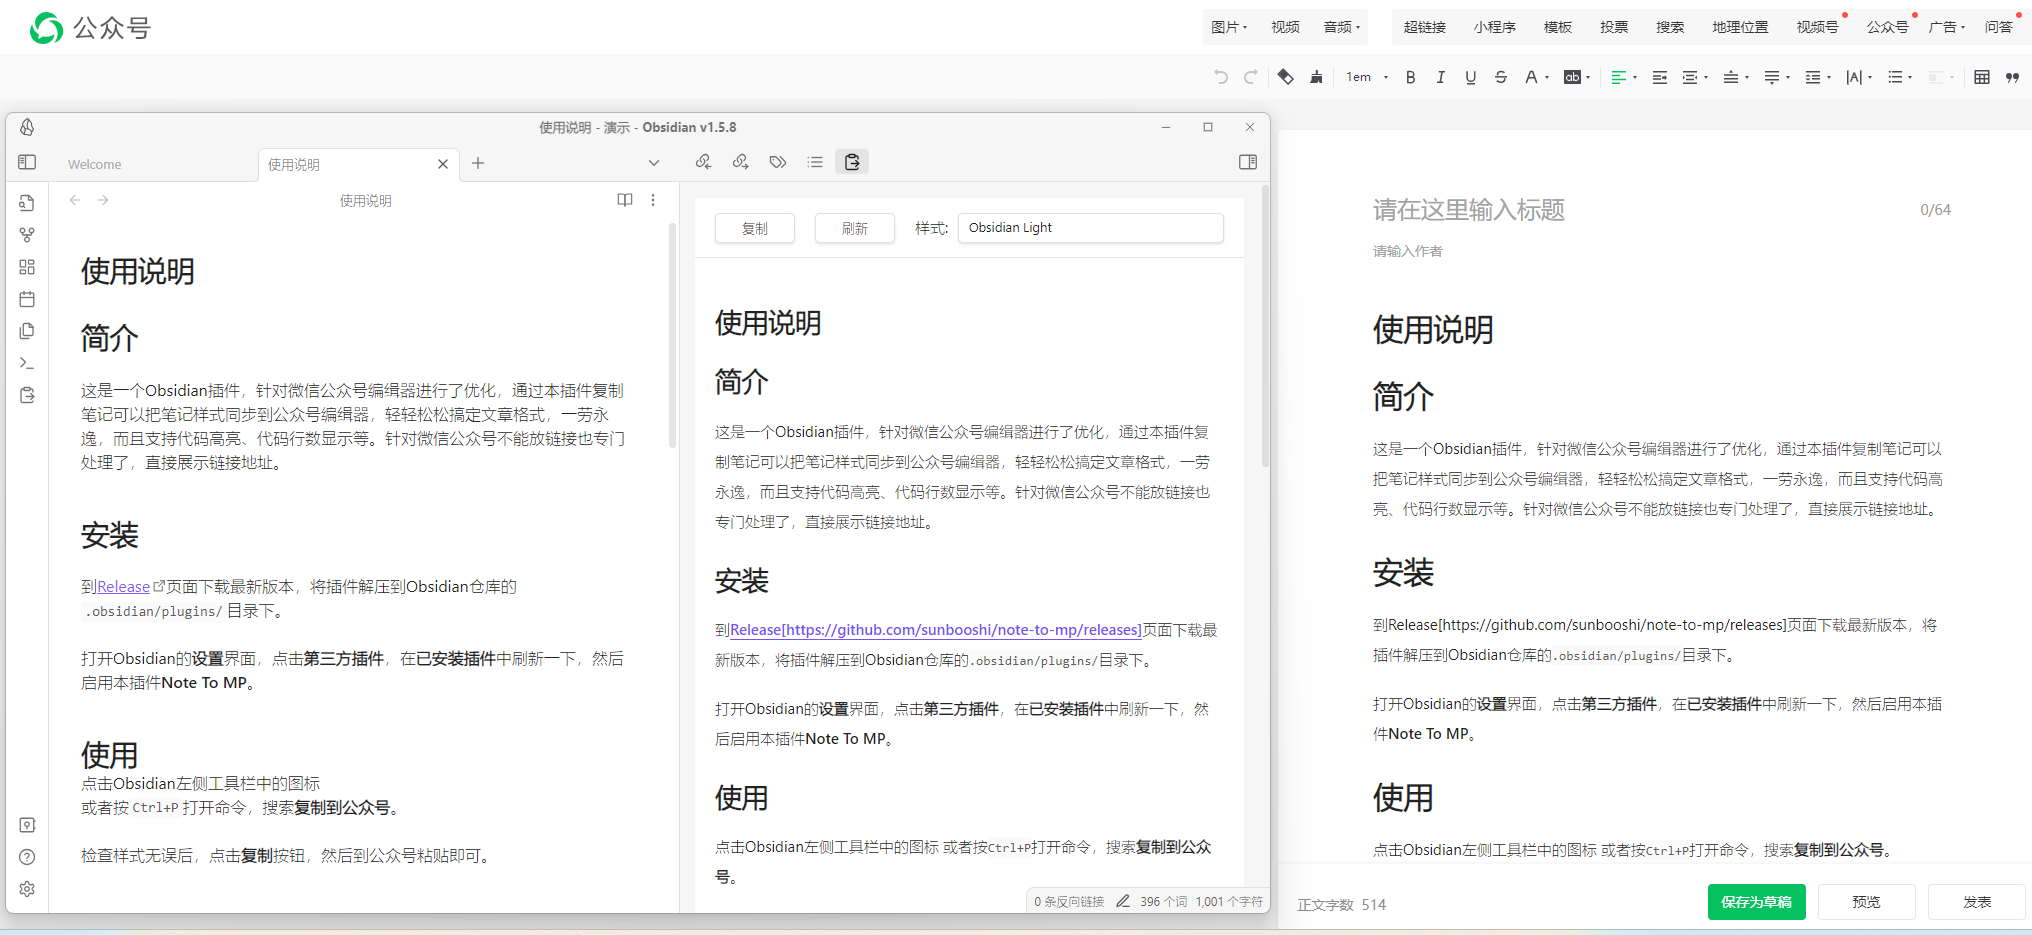 公众号
图片 视频 音频 超链接 小程序 模板 投票 搜索 地理位置 视频号 公众号 广告 问答
1em B I U S A ab A
使用说明 - 演示 - Obsidian v1.5.8
Welcome
使用说明
使用说明
使用说明
简介
这是一个Obsidian插件，针对微信公众号编缉器进行了优化，通过本插件复制
笔记可以把笔记样式同步到公众号编缉器，轻轻松松搞定文章格式，一劳永
逸，而且支持代码高亮、代码行数显示等。针对微信公众号不能放链接也专门
处理了，直接展示链接地址。
安装
到Release页面下载最新版本，将插件解压到Obsidian仓库的
.obsidian/plugins/ 目录下。
打开Obsidian的设置界面，点击第三方插件，在已安装插件中刷新一下，然后
启用本插件Note To MP。
使用
点击Obsidian左侧工具栏中的图标
或者按 Ctrl+P 打开命令，搜索复制到公众号。
检查样式无误后，点击复制按钮，然后到公众号粘贴即可。
复制 刷新 样式: Obsidian Light
使用说明
简介
这是一个Obsidian插件，针对微信公众号编缉器进行了优化，通过本插件复
制笔记可以把笔记样式同步到公众号编缉器，轻轻松松搞定文章格式，一劳
永逸，而且支持代码高亮、代码行数显示等。针对微信公众号不能放链接也
专门处理了，直接展示链接地址。
安装
到Release[https://github.com/sunbooshi/note-to-mp/releases]页面下载最
新版本，将插件解压到Obsidian仓库的.obsidian/plugins/目录下。
打开Obsidian的设置界面，点击第三方插件，在已安装插件中刷新一下，然
后启用本插件Note To MP。
使用
点击Obsidian左侧工具栏中的图标 或者按Ctrl+P打开命令，搜索复制到公众
号。
0 条反向链接 396 个词 1,001 个字符
请在这里输入标题 0/64
请输入作者
使用说明
简介
这是一个Obsidian插件，针对微信公众号编缉器进行了优化，通过本插件复制笔记可以
把笔记样式同步到公众号编缉器，轻轻松松搞定文章格式，一劳永逸，而且支持代码高
亮、代码行数显示等。针对微信公众号不能放链接也专门处理了，直接展示链接地址。
安装
到Release[https://github.com/sunbooshi/note-to-mp/releases]页面下载最新版本，将
插件解压到Obsidian仓库的.obsidian/plugins/目录下。
打开Obsidian的设置界面，点击第三方插件，在已安装插件中刷新一下，然后启用本插
件Note To MP。
使用
点击Obsidian左侧工具栏中的图标 或者按Ctrl+P打开命令，搜索复制到公众号。
正文字数 514 保存为草稿 预览 发表